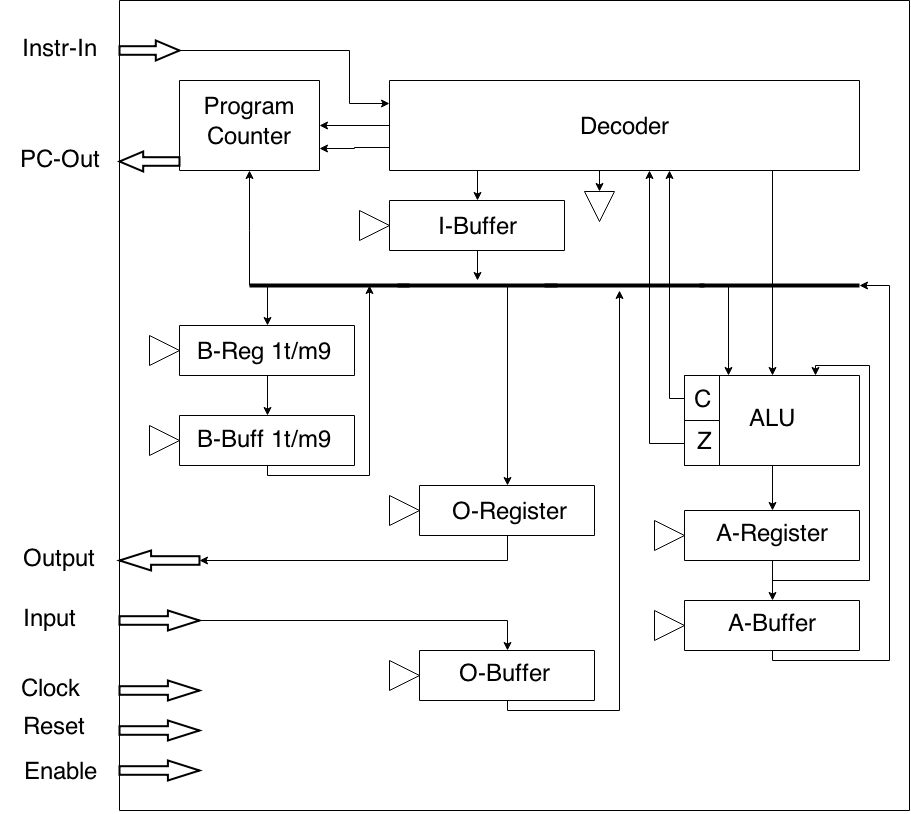 Instr-In
Program
Counter
Decoder
PC-Out
I-Buffer
B-Reg 1t/m9
C
ALU
Z
B-Buff 1t/m9
O-Register
A-Register
Output
Input
A-Buffer
O-Buffer
Clock
Reset
Enable